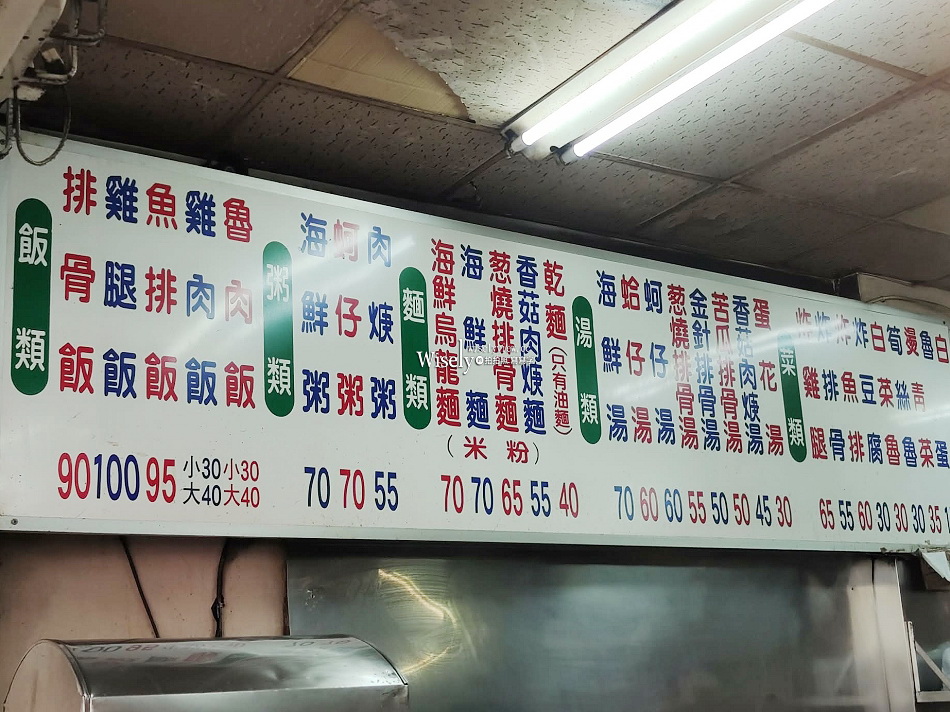 飯類
排骨飯 90
雞腿飯 100
魚排飯 95
雞肉飯 小30 大40
魯肉飯 小30 大40
粥類
海鮮粥 70
蚵仔粥 70
肉焿粥 55
麵類
海鮮烏龍麵 70
海鮮麵 70
葱燒排骨麵 65
香菇肉焿麵 55
乾麵(只有油麵) 40
(米粉)
湯類
海鮮湯 70
蛤仔湯 60
蚵仔湯 60
葱燒排骨湯 55
金針排骨湯 50
苦瓜排骨湯 50
香菇肉焿湯 45
蛋花湯 30
菜類
炸雞腿 65
炸排骨 55
炸魚排 60
炸豆腐 30
白菜魯 30
筍絲魯 30
燙青菜 35
魯蛋
白
Wisely